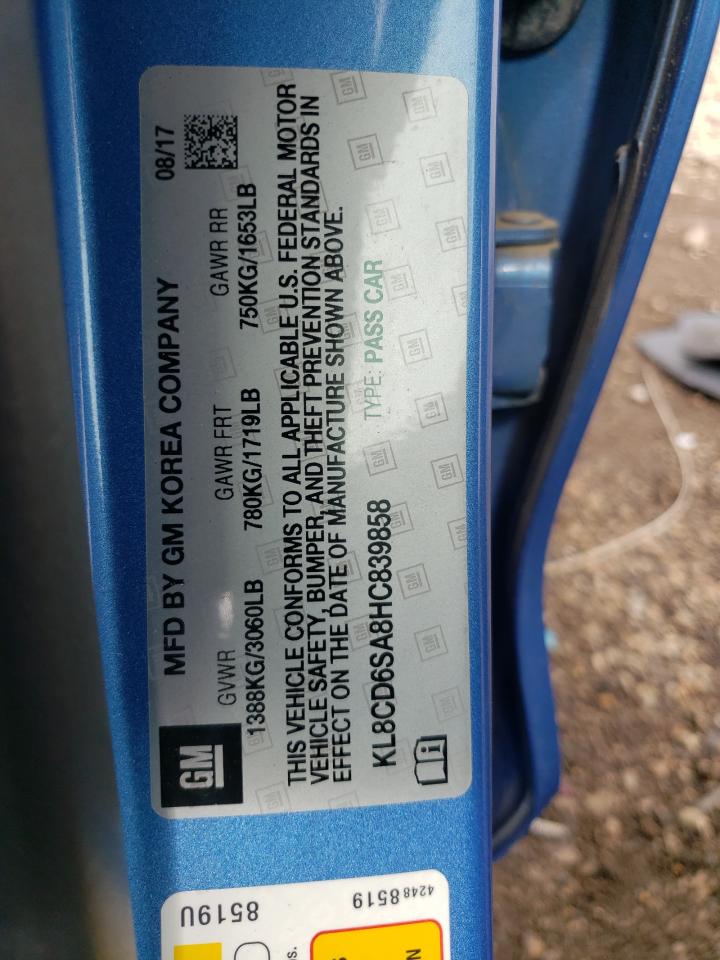 GM
MFD BY GM KOREA COMPANY 08/17
GVWR GAWR FRT GAWR RR
1388KG/3060LB 780KG/1719LB 750KG/1653LB
THIS VEHICLE CONFORMS TO ALL APPLICABLE U.S. FEDERAL MOTOR
VEHICLE SAFETY, BUMPER, AND THEFT PREVENTION STANDARDS IN
EFFECT ON THE DATE OF MANUFACTURE SHOWN ABOVE.
KL8CD6SA8HC839858 TYPE: PASS CAR
8519U
42488519